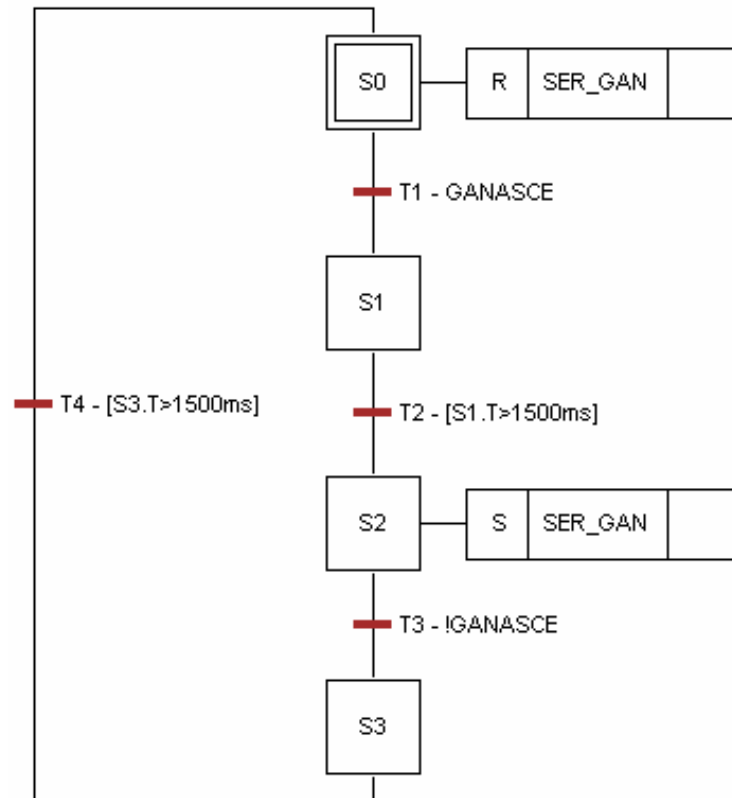 S0
R SER_GAN
T1 - GANASCE
S1
T4 - [S3.T>1500ms]
T2 - [S1.T>1500ms]
S2
S SER_GAN
T3 - !GANASCE
S3